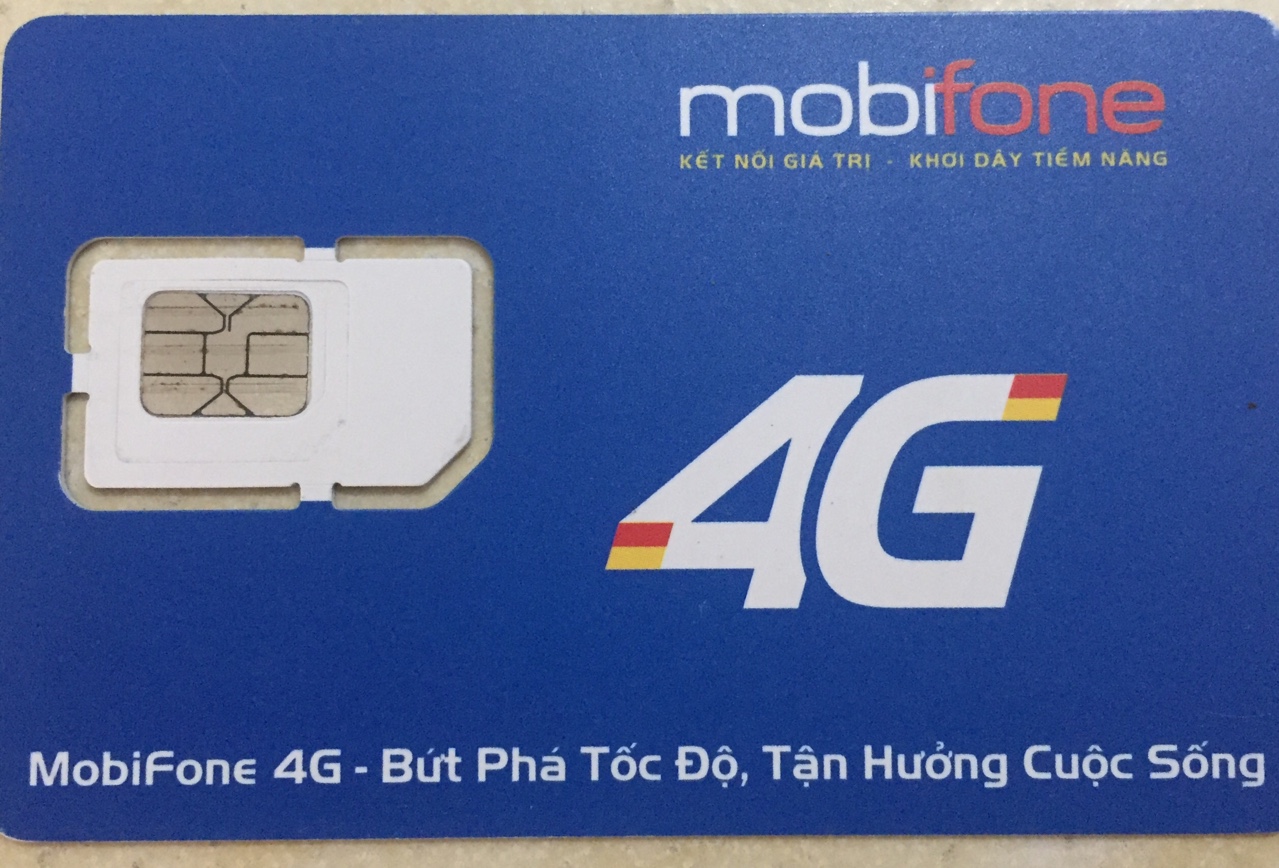 mobifone
KẾT NỐI GIÁ TRỊ - KHƠI DẬY TIỀM NĂNG
4G
MobiFone 4G - Bứt Phá Tốc Độ, Tận Hưởng Cuộc Sống